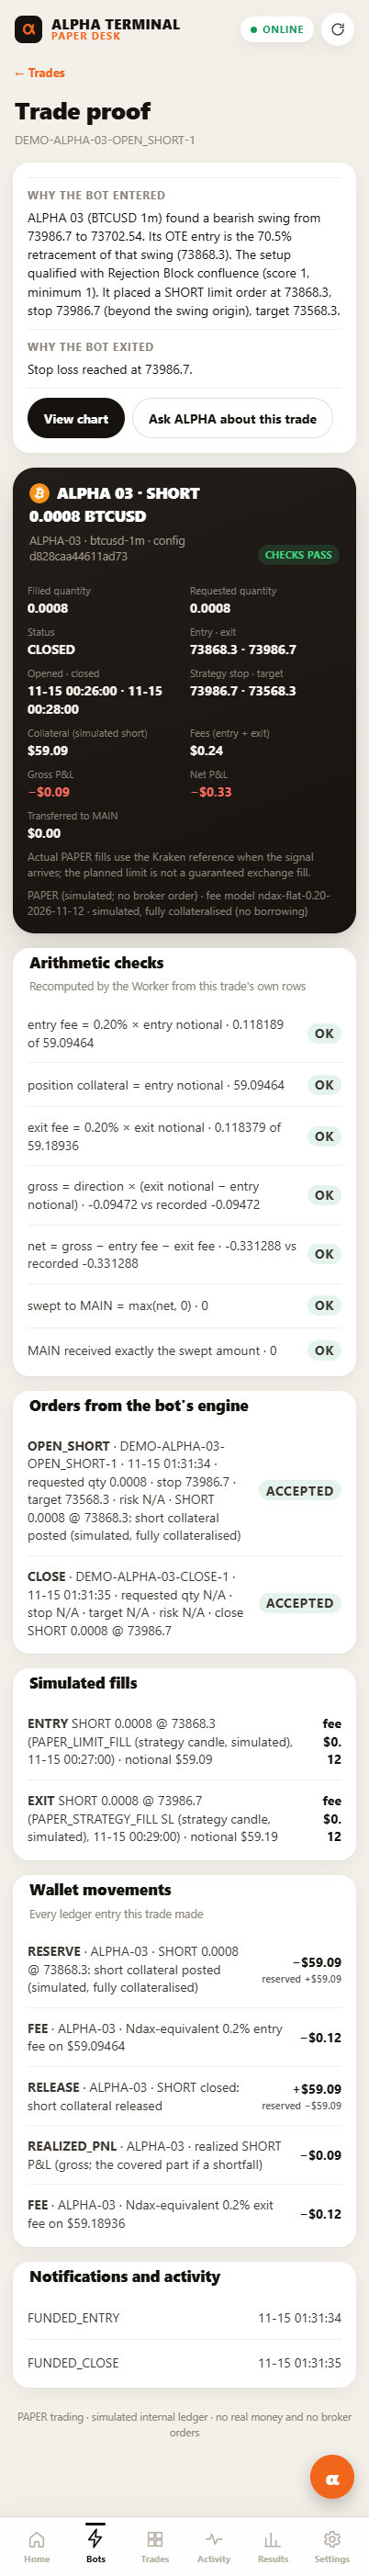 α ALPHA TERMINAL
PAPER DESK
● ONLINE
← Trades
Trade proof
DEMO-ALPHA-03-OPEN_SHORT-1
WHY THE BOT ENTERED
ALPHA 03 (BTCUSD 1m) found a bearish swing from
73986.7 to 73702.54. Its OTE entry is the 70.5%
retracement of that swing (73868.3). The setup
qualified with Rejection Block confluence (score 1,
minimum 1). It placed a SHORT limit order at 73868.3,
stop 73986.7 (beyond the swing origin), target 73568.3.
WHY THE BOT EXITED
Stop loss reached at 73986.7.
View chart
Ask ALPHA about this trade
ALPHA 03 · SHORT
0.0008 BTCUSD
ALPHA-03 · btcusd-1m · config
d828caa44611ad73
CHECKS PASS
Filled quantity
0.0008
Requested quantity
0.0008
Status
CLOSED
Entry · exit
73868.3 · 73986.7
Opened · closed
11-15 00:26:00 · 11-15
00:28:00
Strategy stop · target
73986.7 · 73568.3
Collateral (simulated short)
$59.09
Fees (entry + exit)
$0.24
Gross P&L
−$0.09
Net P&L
−$0.33
Transferred to MAIN
$0.00
Actual PAPER fills use the Kraken reference when the signal
arrives; the planned limit is not a guaranteed exchange fill.
PAPER (simulated; no broker order) · fee model ndax-flat-0.20-
2026-11-12 · simulated, fully collateralised (no borrowing)
Arithmetic checks
Recomputed by the Worker from this trade's own rows
entry fee = 0.20% × entry notional · 0.118189
of 59.09464
OK
position collateral = entry notional · 59.09464
OK
exit fee = 0.20% × exit notional · 0.118379 of
59.18936
OK
gross = direction × (exit notional − entry
notional) · -0.09472 vs recorded -0.09472
OK
net = gross − entry fee − exit fee · -0.331288 vs
recorded -0.331288
OK
swept to MAIN = max(net, 0) · 0
OK
MAIN received exactly the swept amount · 0
OK
Orders from the bot's engine
OPEN_SHORT · DEMO-ALPHA-03-
OPEN_SHORT-1 · 11-15 01:31:34 ·
requested qty 0.0008 · stop 73986.7 ·
target 73568.3 · risk N/A · SHORT
0.0008 @ 73868.3: short collateral
posted (simulated, fully collateralised)
ACCEPTED
CLOSE · DEMO-ALPHA-03-CLOSE-1 ·
11-15 01:31:35 · requested qty N/A ·
stop N/A · target N/A · risk N/A · close
SHORT 0.0008 @ 73986.7
ACCEPTED
Simulated fills
ENTRY SHORT 0.0008 @ 73868.3
(PAPER_LIMIT_FILL (strategy candle, simulated),
11-15 00:27:00) · notional $59.09
fee
$0.
12
EXIT SHORT 0.0008 @ 73986.7
(PAPER_STRATEGY_FILL SL (strategy candle,
simulated), 11-15 00:29:00) · notional $59.19
fee
$0.
12
Wallet movements
Every ledger entry this trade made
RESERVE · ALPHA-03 · SHORT 0.0008
@ 73868.3: short collateral posted
(simulated, fully collateralised)
−$59.09
reserved +$59.09
FEE · ALPHA-03 · Ndax-equivalent 0.2% entry
fee on $59.09464
−$0.12
RELEASE · ALPHA-03 · SHORT closed:
short collateral released
+$59.09
reserved −$59.09
REALIZED_PNL · ALPHA-03 · realized SHORT
P&L (gross; the covered part if a shortfall)
−$0.09
FEE · ALPHA-03 · Ndax-equivalent 0.2% exit
fee on $59.18936
−$0.12
Notifications and activity
FUNDED_ENTRY
11-15 01:31:34
FUNDED_CLOSE
11-15 01:31:35
PAPER trading · simulated internal ledger · no real money and no broker
orders
α
Home
Bots
Trades
Activity
Results
Settings